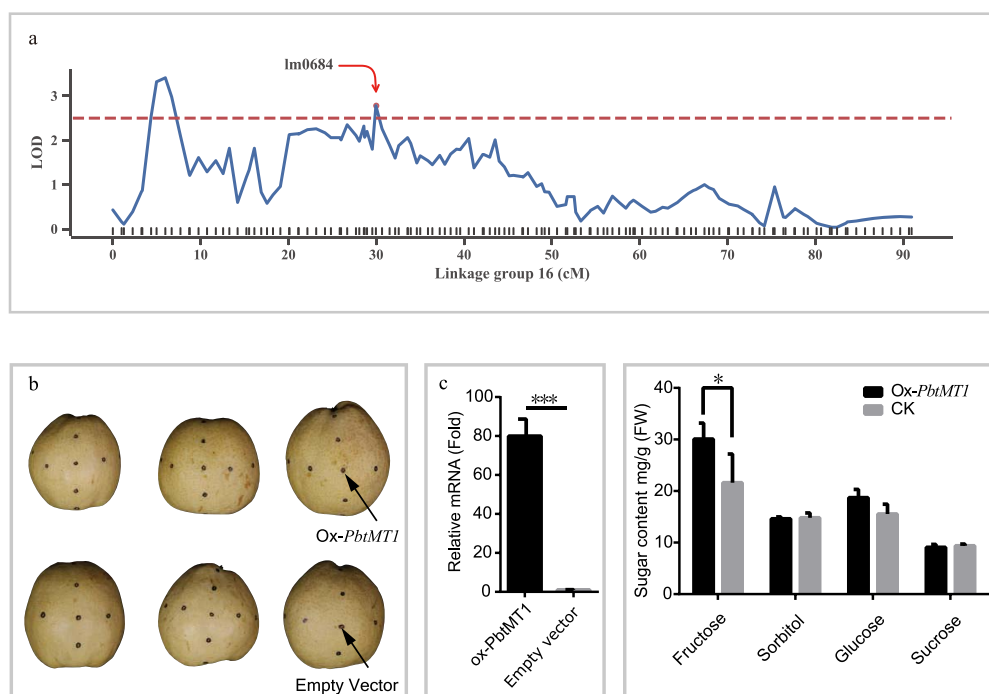 a
lm0684
3
2
1
0
LOD
0 10 20 30 40 50 60 70 80 90
Linkage group 16 (cM)
b
Ox-PbtMT1
Empty Vector
c
***
100
80
60
40
20
0
Relative mRNA (Fold)
ox-PbtMT1
Empty vector
*
Ox-PbtMT1
CK
40
30
20
10
0
Sugar content mg/g (FW)
Fructose
Sorbitol
Glucose
Sucrose